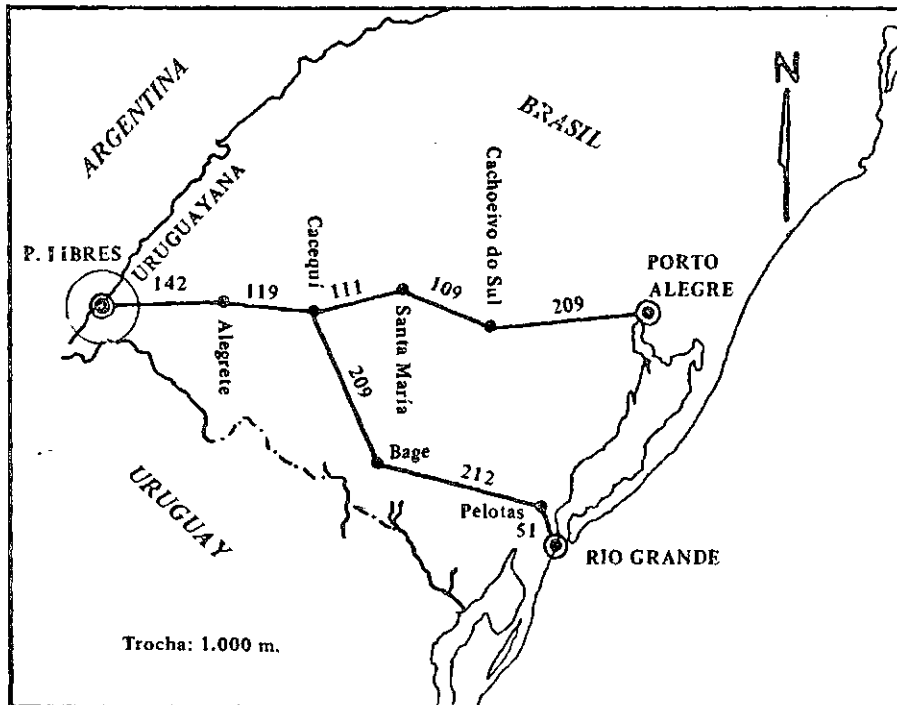 ARGENTINA
BRASIL
N
URUGUAYANA
P. LIBRES
142
119
111
109
209
Cacequí
Cachoeivo do Sul
PORTO
ALEGRE
Alegrete
Santa María
209
Bage
212
Pelotas
51
RIO GRANDE
URUGUAY
Trocha: 1.000 m.